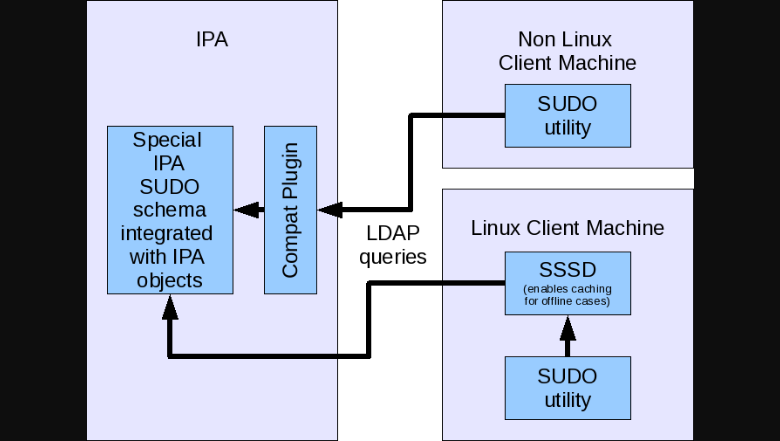 IPA
Special
IPA
SUDO
schema
integrated
with IPA
objects
Compat Plugin
LDAP
queries
Non Linux
Client Machine
SUDO
utility
Linux Client Machine
SSSD
(enables caching
for offline cases)
SUDO
utility